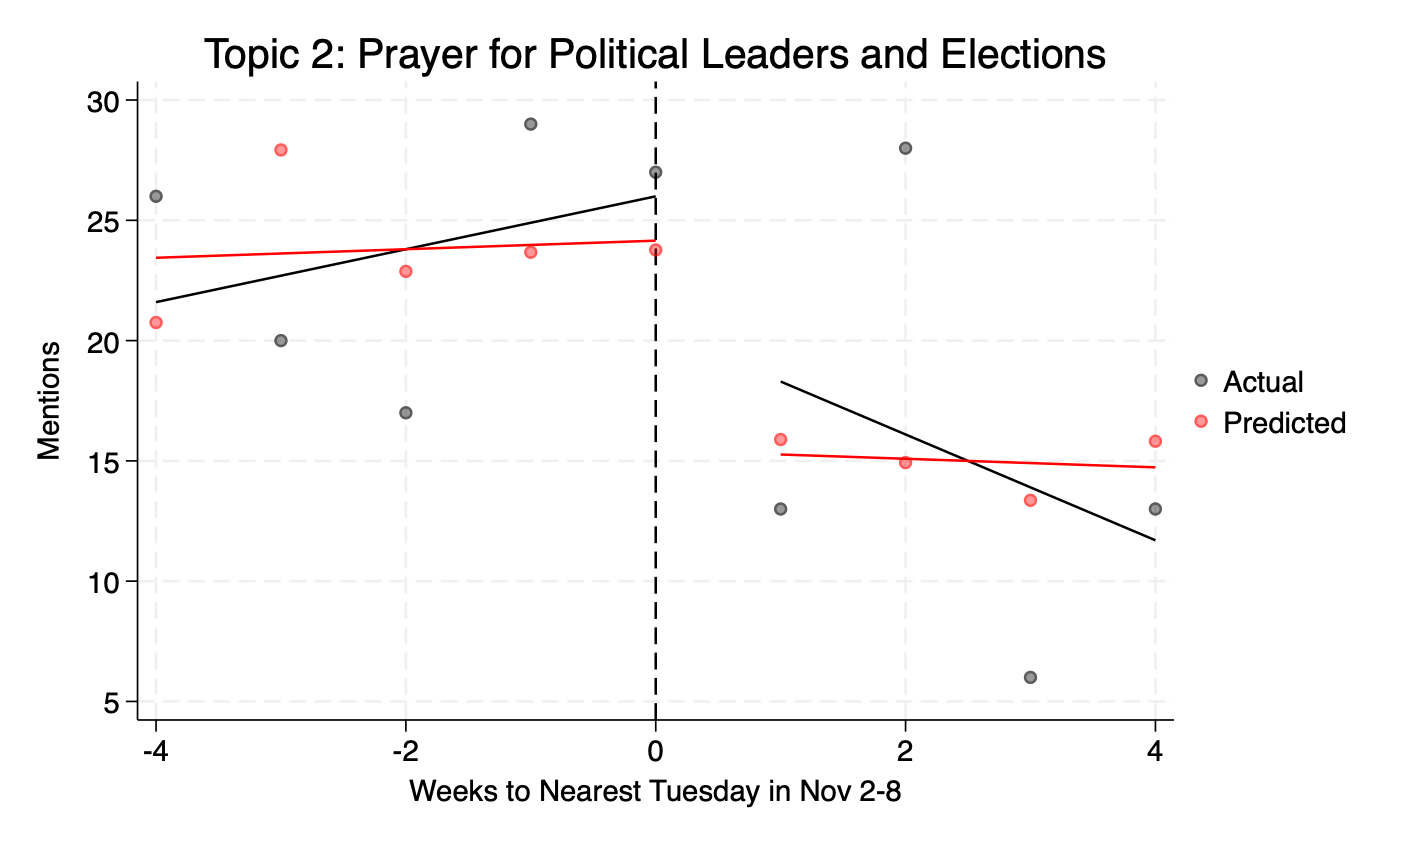 Topic 2: Prayer for Political Leaders and Elections
30
25
20
15
10
5
Mentions
-4
-2
0
2
4
Weeks to Nearest Tuesday in Nov 2-8
Actual
Predicted